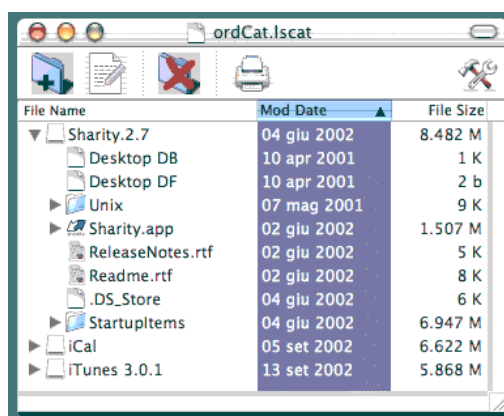 ordCat.lscat
File Name Mod Date File Size
Sharity.2.7 04 giu 2002 8.482 M
Desktop DB 10 apr 2001 1 K
Desktop DF 10 apr 2001 2 b
Unix 07 mag 2001 9 K
Sharity.app 02 giu 2002 1.507 M
ReleaseNotes.rtf 02 giu 2002 5 K
Readme.rtf 02 giu 2002 8 K
.DS_Store 04 giu 2002 6 K
StartupItems 04 giu 2002 6.947 M
iCal 05 set 2002 6.622 M
iTunes 3.0.1 13 set 2002 5.868 M